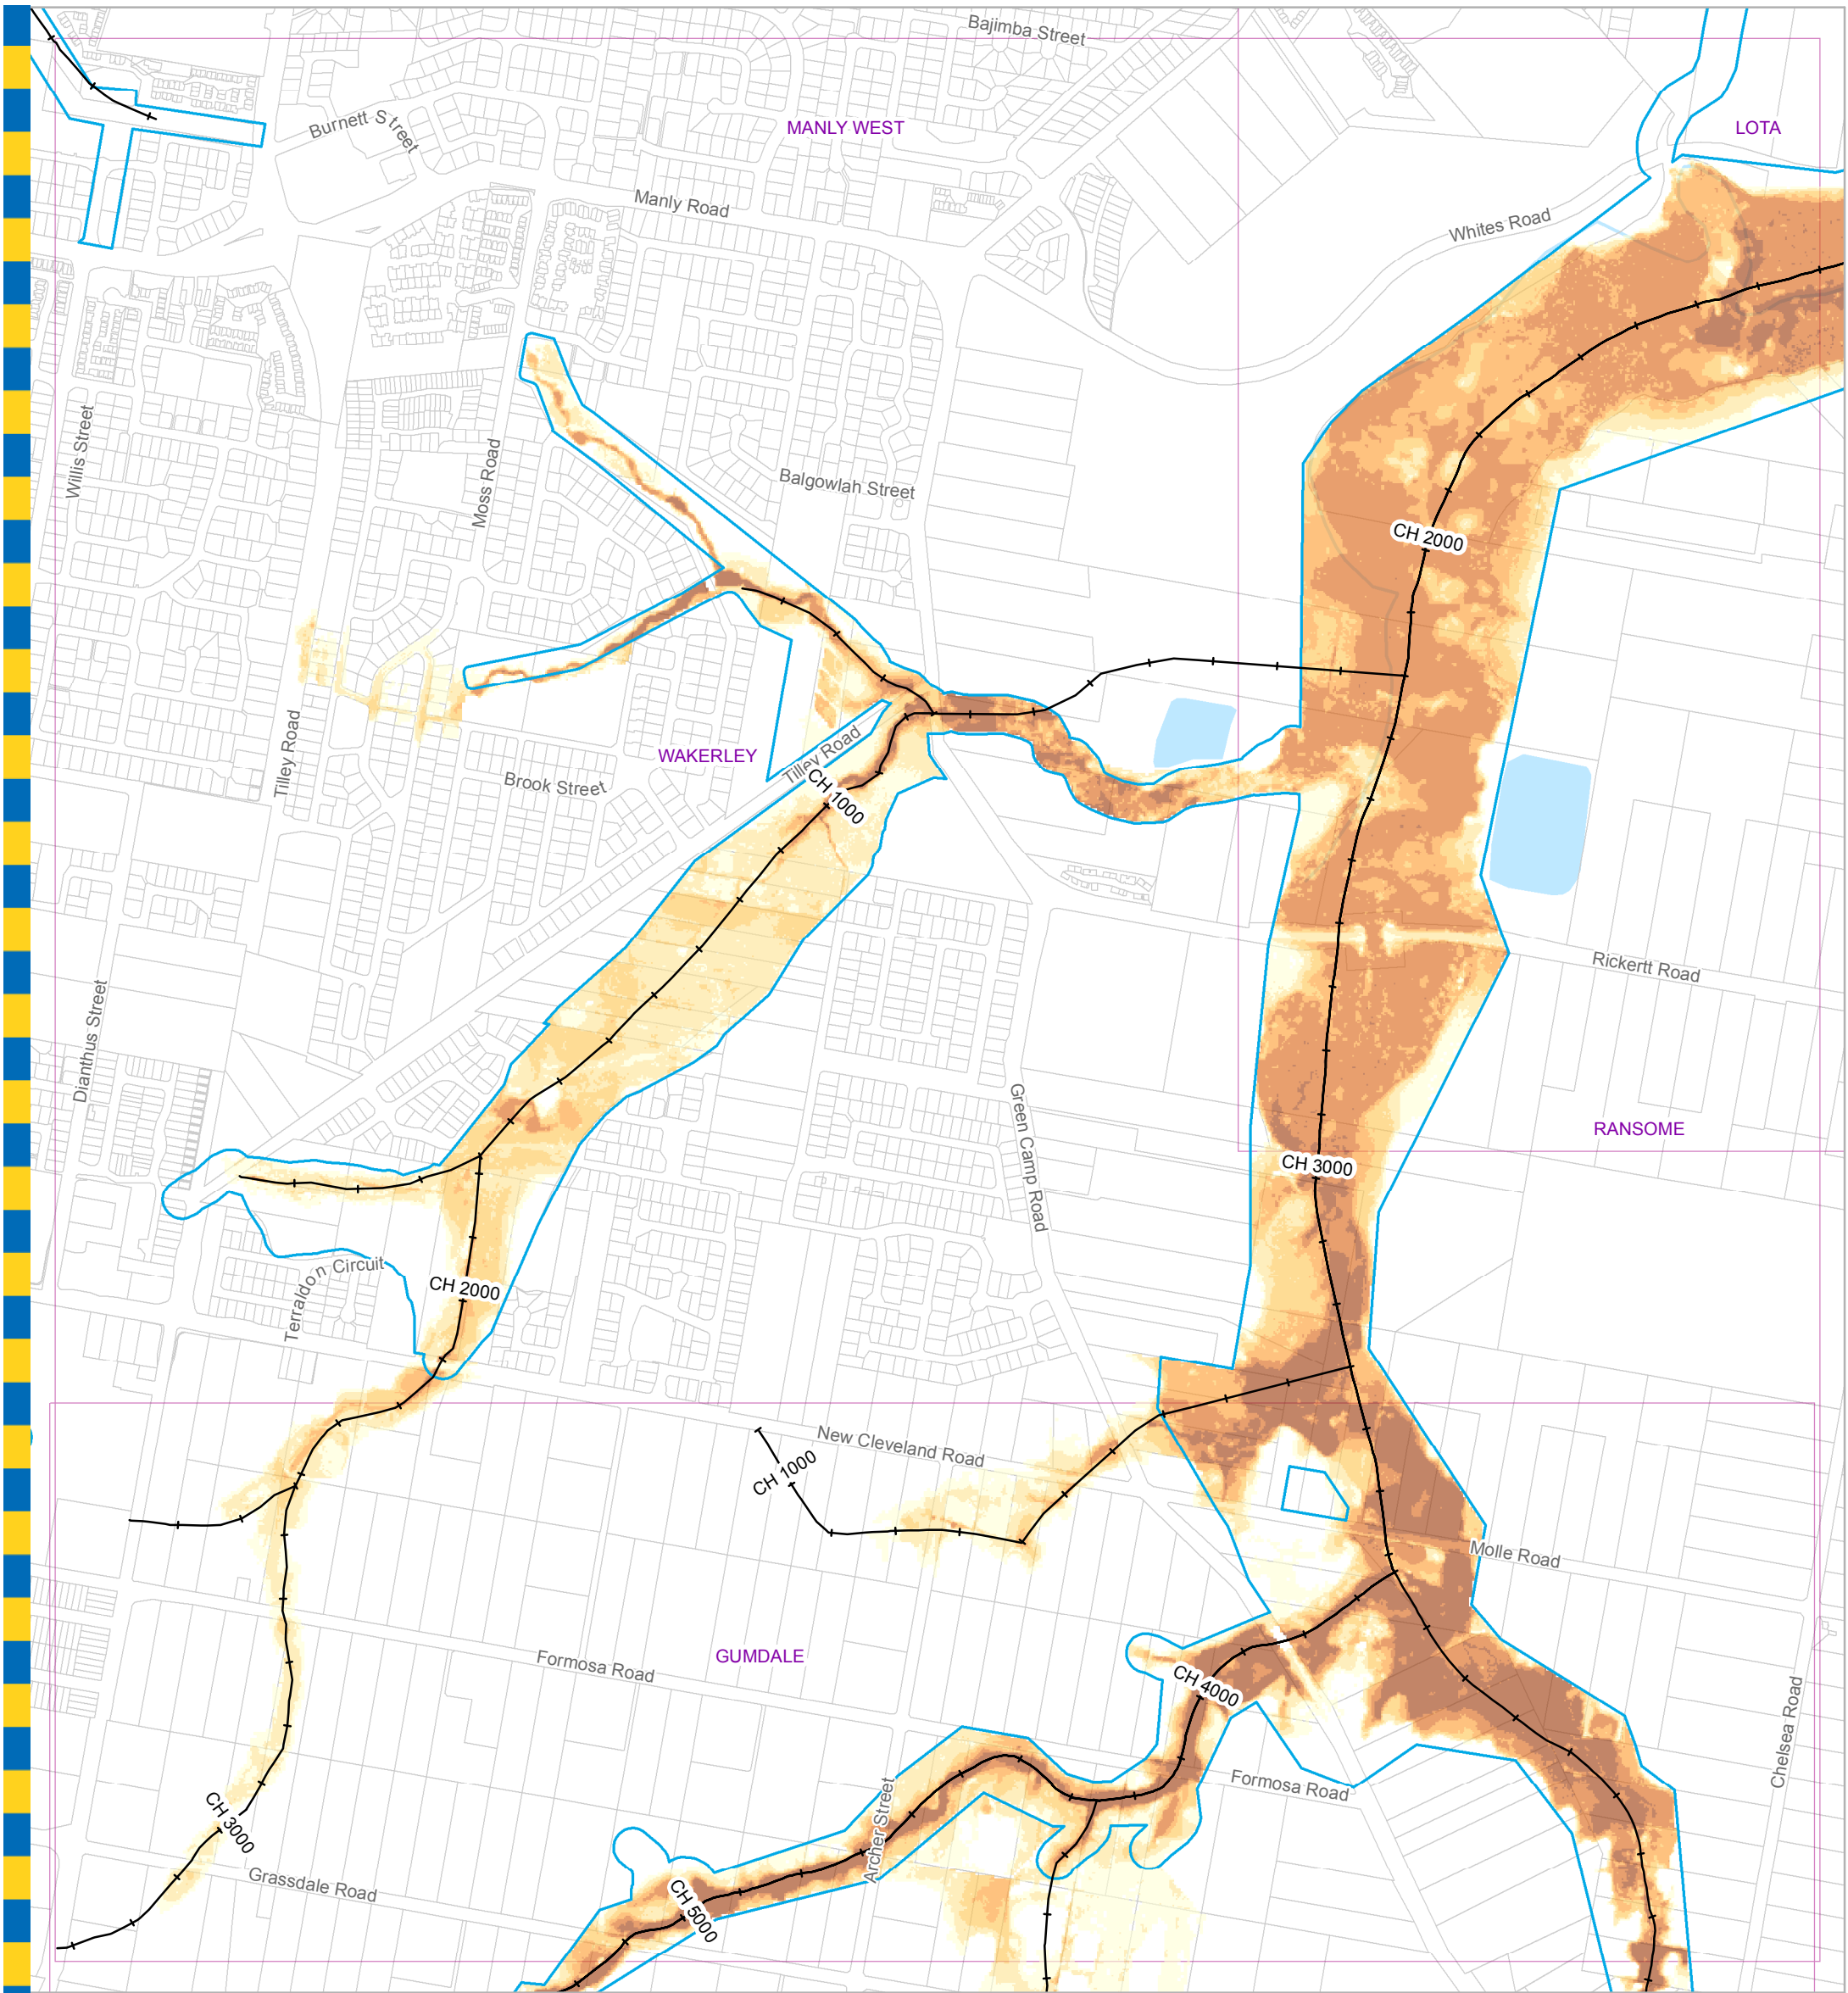 Bajimba Street
Burnett Street
MANLY WEST
LOTA
Manly Road
Whites Road
Willis Street
Moss Road
Balgowlah Street
CH 2000
Tilley Road
WAKERLEY
Tilley Road
Brook Street
CH 1000
Rickertt Road
Dianthus Street
Green Camp Road
RANSOME
CH 3000
Terraldon Circuit
CH 2000
New Cleveland Road
CH 1000
Molle Road
Formosa Road
GUMDALE
CH 4000
Chelsea Road
Formosa Road
Archer Street
CH 3000
Grassdale Road
CH 5000